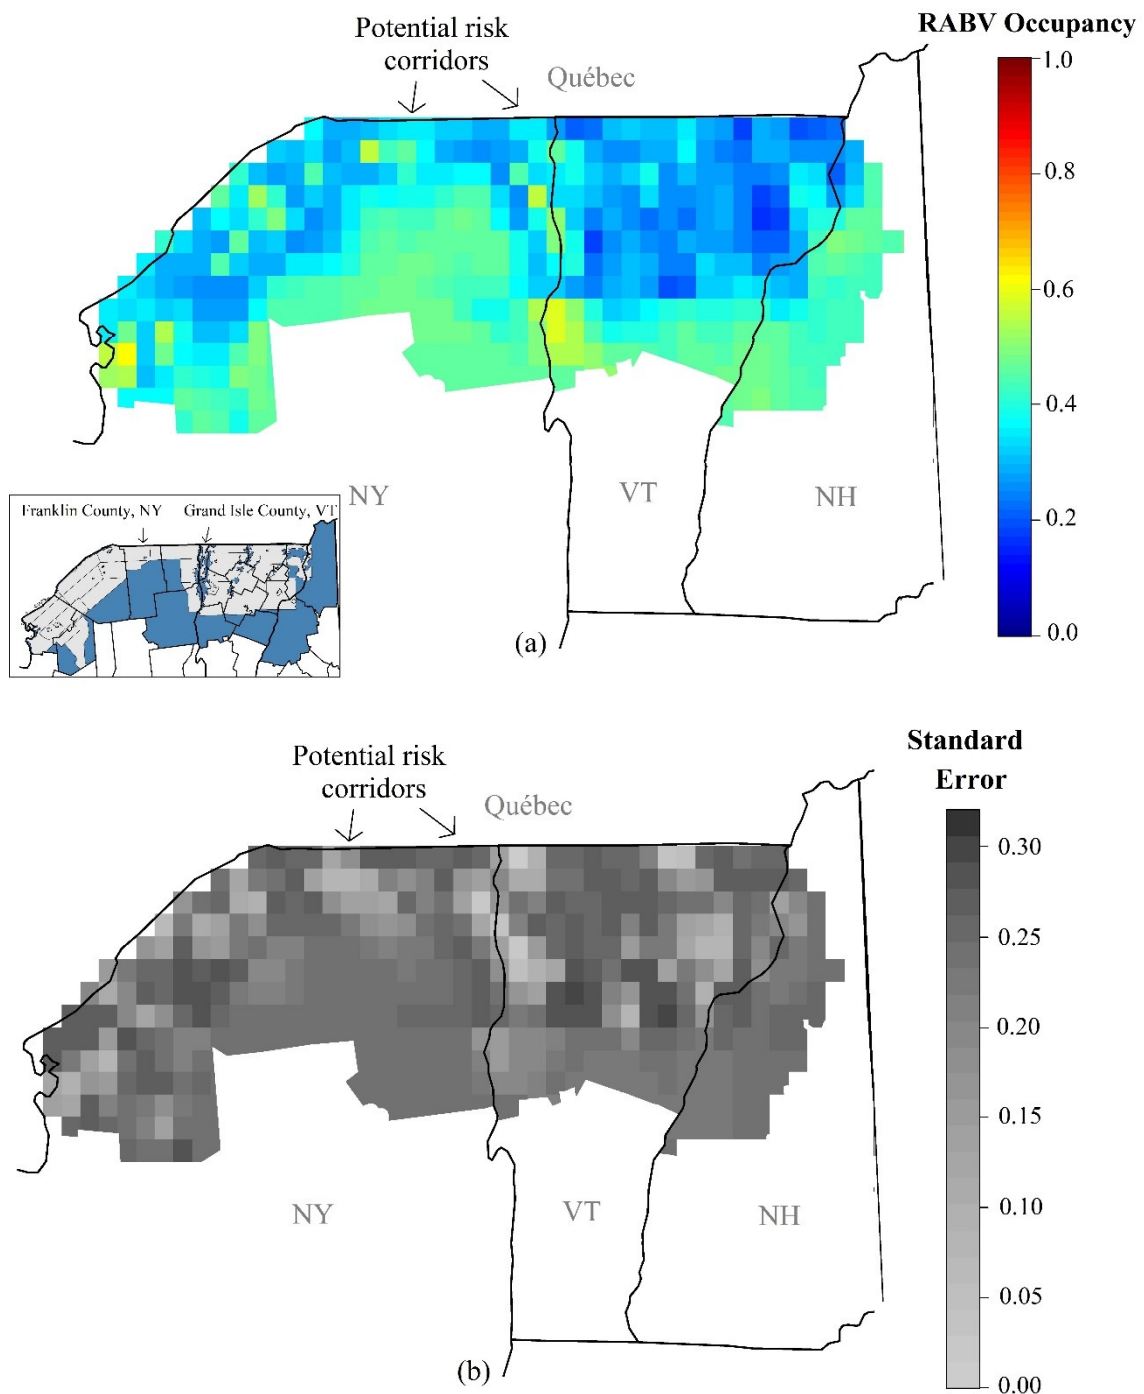 RABV Occupancy
Potential risk
corridors
Québec
1.0
0.8
0.6
0.4
0.2
0.0
NY
VT
NH
Franklin County, NY
Grand Isle County, VT
(a)
Standard
Error
Potential risk
corridors
Québec
0.30
0.25
0.20
0.15
0.10
0.05
0.00
NY
VT
NH
(b)